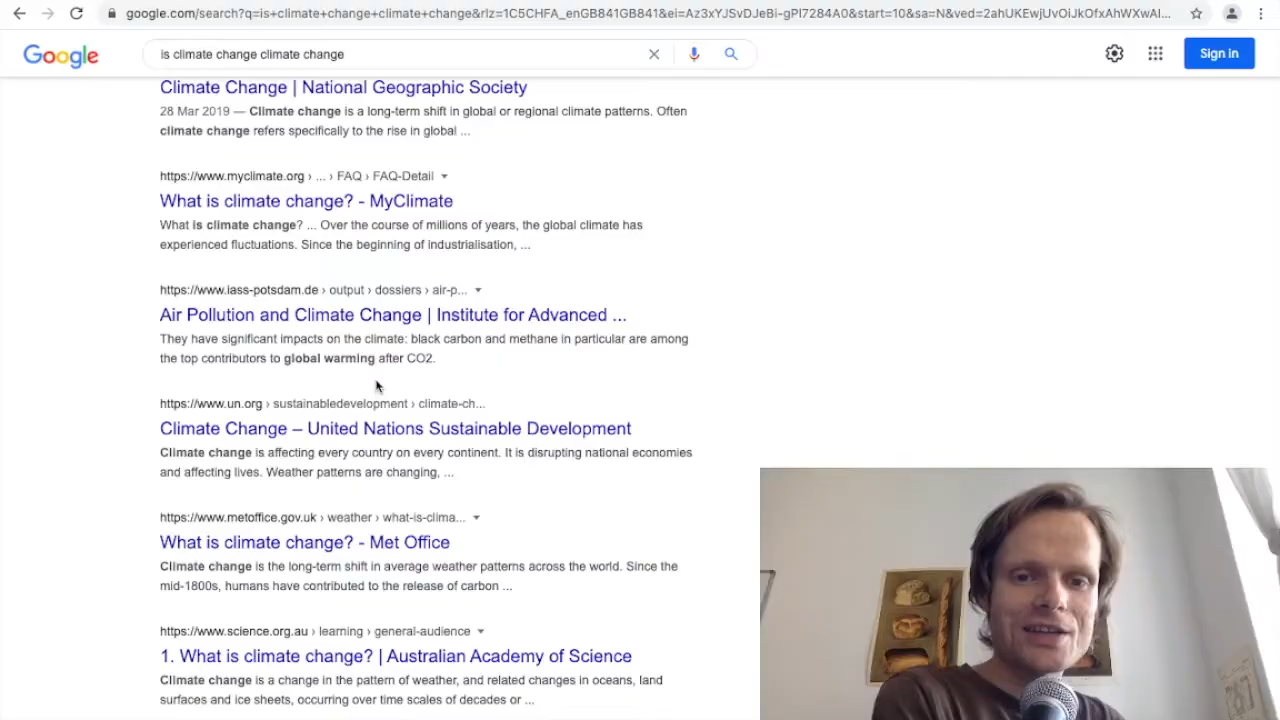 google.com/search?q=is+climate+change+climate+change&rlz=1C5CHFA_enGB841GB841&ei=Az3xYJSvDJeBi-gPl7284A0&start=10&sa=N&ved=2ahUKEwjUvOiJkOfxAhWXwAI...
Google
is climate change climate change
Sign in
Climate Change | National Geographic Society
28 Mar 2019 — Climate change is a long-term shift in global or regional climate patterns. Often
climate change refers specifically to the rise in global ...
https://www.myclimate.org › ... › FAQ › FAQ-Detail
What is climate change? - MyClimate
What is climate change? ... Over the course of millions of years, the global climate has
experienced fluctuations. Since the beginning of industrialisation, ...
https://www.iass-potsdam.de › output › dossiers › air-p...
Air Pollution and Climate Change | Institute for Advanced ...
They have significant impacts on the climate: black carbon and methane in particular are among
the top contributors to global warming after CO2.
https://www.un.org › sustainabledevelopment › climate-ch...
Climate Change – United Nations Sustainable Development
Climate change is affecting every country on every continent. It is disrupting national economies
and affecting lives. Weather patterns are changing, ...
https://www.metoffice.gov.uk › weather › what-is-clima...
What is climate change? - Met Office
Climate change is the long-term shift in average weather patterns across the world. Since the
mid-1800s, humans have contributed to the release of carbon ...
https://www.science.org.au › learning › general-audience
1. What is climate change? | Australian Academy of Science
Climate change is a change in the pattern of weather, and related changes in oceans, land
surfaces and ice sheets, occurring over time scales of decades or ...